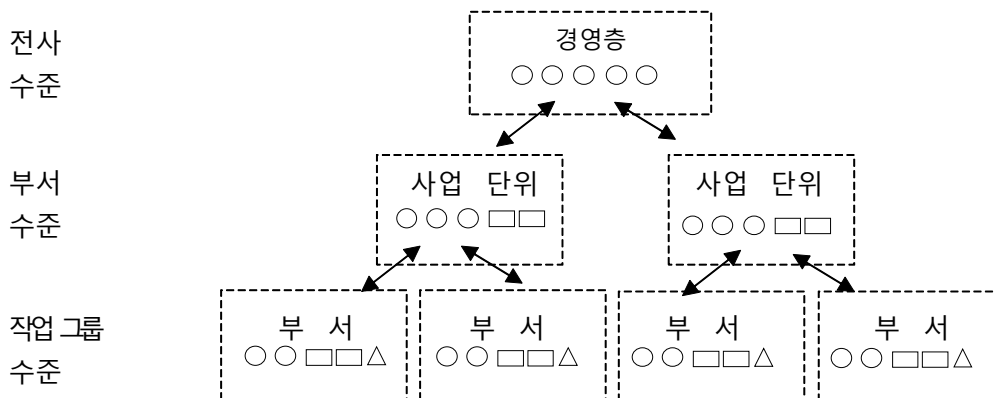 전사
수준
경영층
부서
수준
사업 단위
사업 단위
작업 그룹
수준
부 서
부 서
부 서
부 서